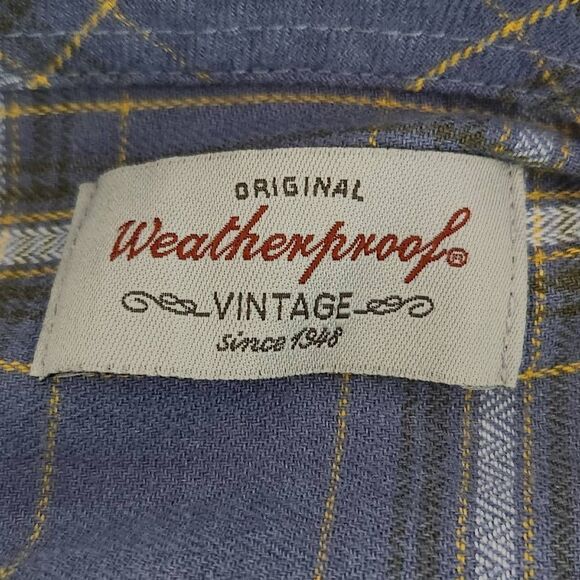 ORIGINAL
Weatherproof®
VINTAGE
since 1948